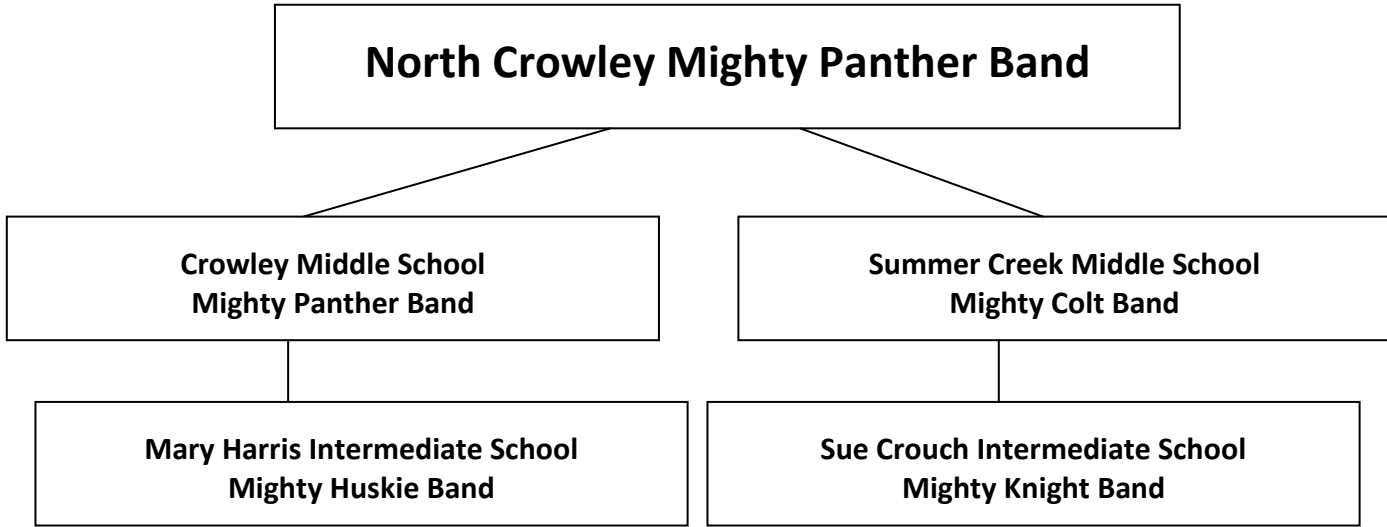 North Crowley Mighty Panther Band
Crowley Middle School
Mighty Panther Band
Summer Creek Middle School
Mighty Colt Band
Mary Harris Intermediate School
Mighty Huskie Band
Sue Crouch Intermediate School
Mighty Knight Band